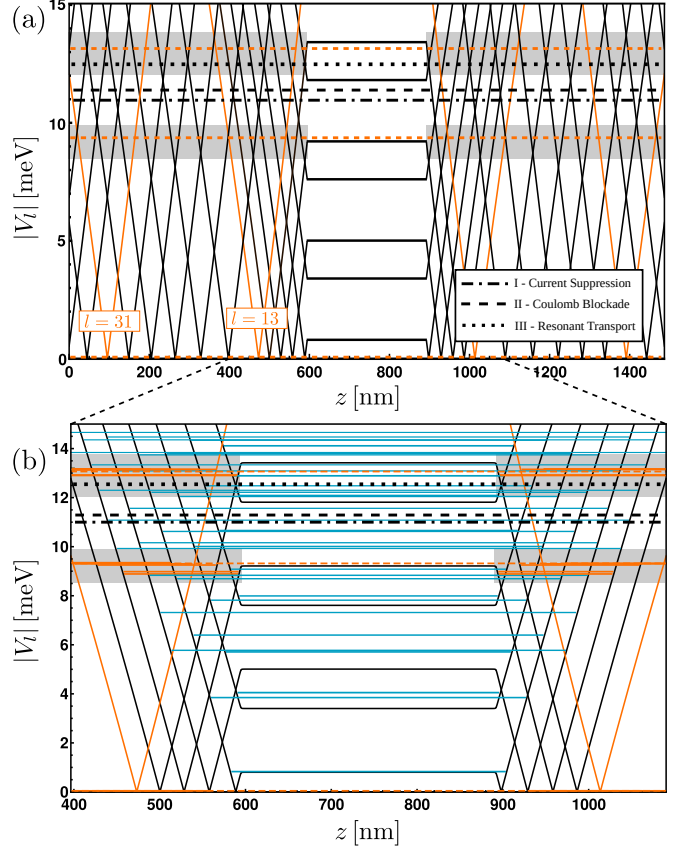 (a)
15
10
5
0
|V_l| [meV]
l = 31
l = 13
I - Current Suppression
II - Coulomb Blockade
III - Resonant Transport
0 200 400 600 800 1000 1200 1400
z [nm]
(b)
14
12
10
8
6
4
2
0
|V_l| [meV]
400 500 600 700 800 900 1000
z [nm]